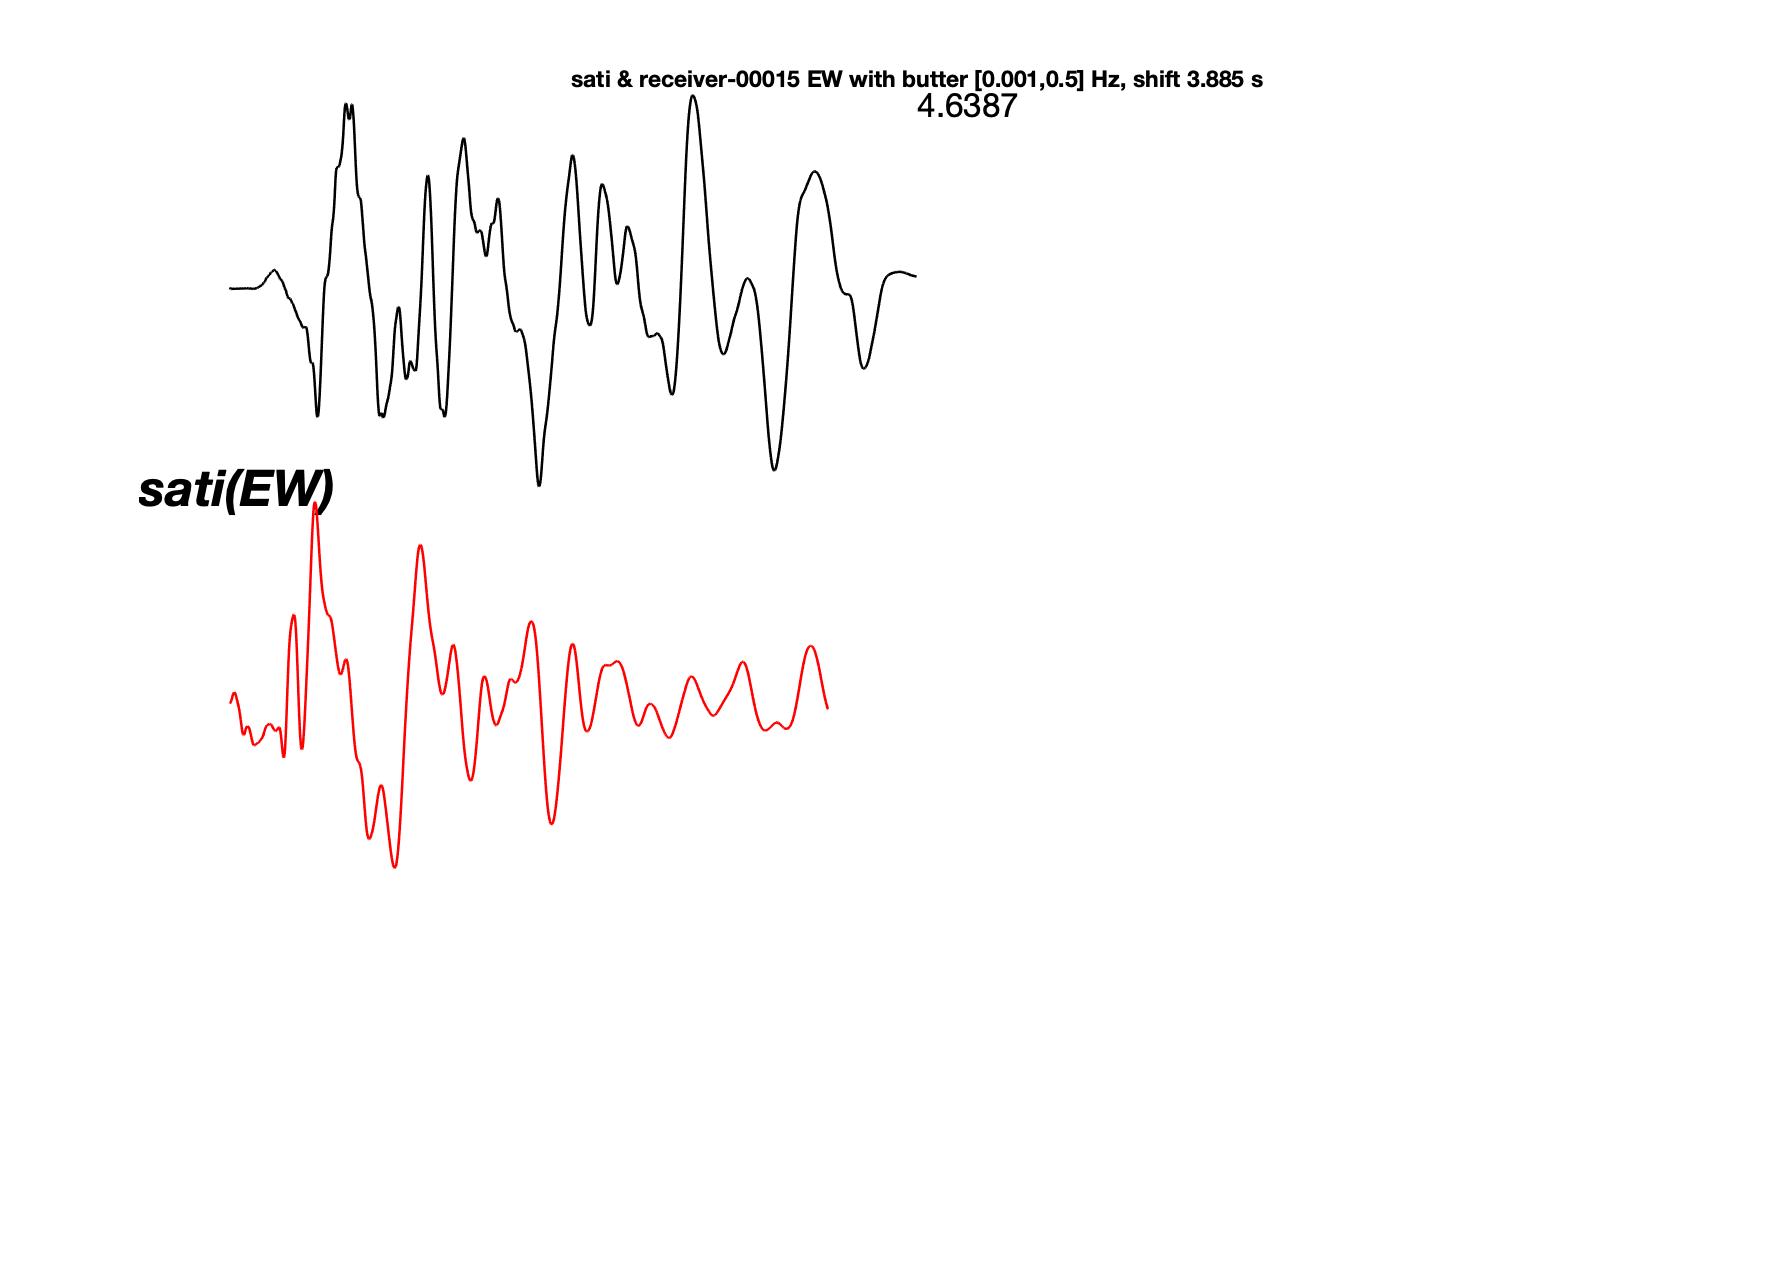 sati & receiver-00015 EW with butter [0.001,0.5] Hz, shift 3.885 s
4.6387
sati(EW)